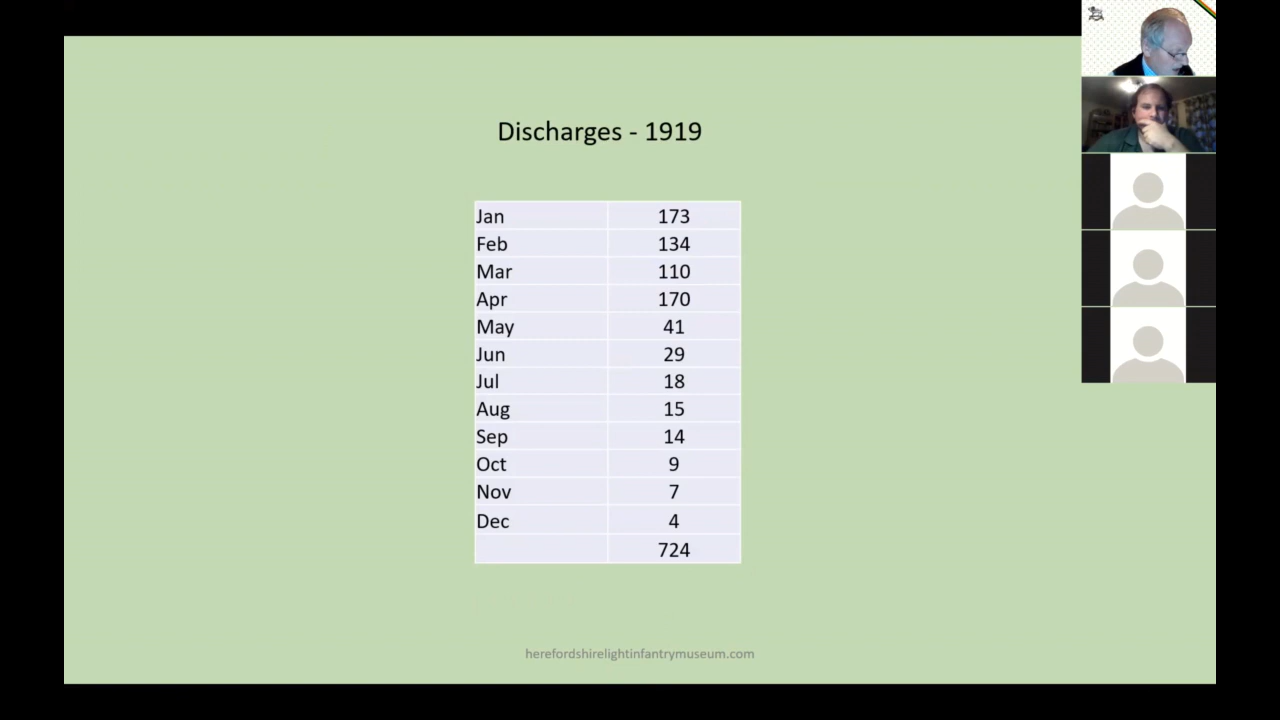 Discharges - 1919
Jan 173
Feb 134
Mar 110
Apr 170
May 41
Jun 29
Jul 18
Aug 15
Sep 14
Oct 9
Nov 7
Dec 4
724
herefordshirelightinfantrymuseum.com